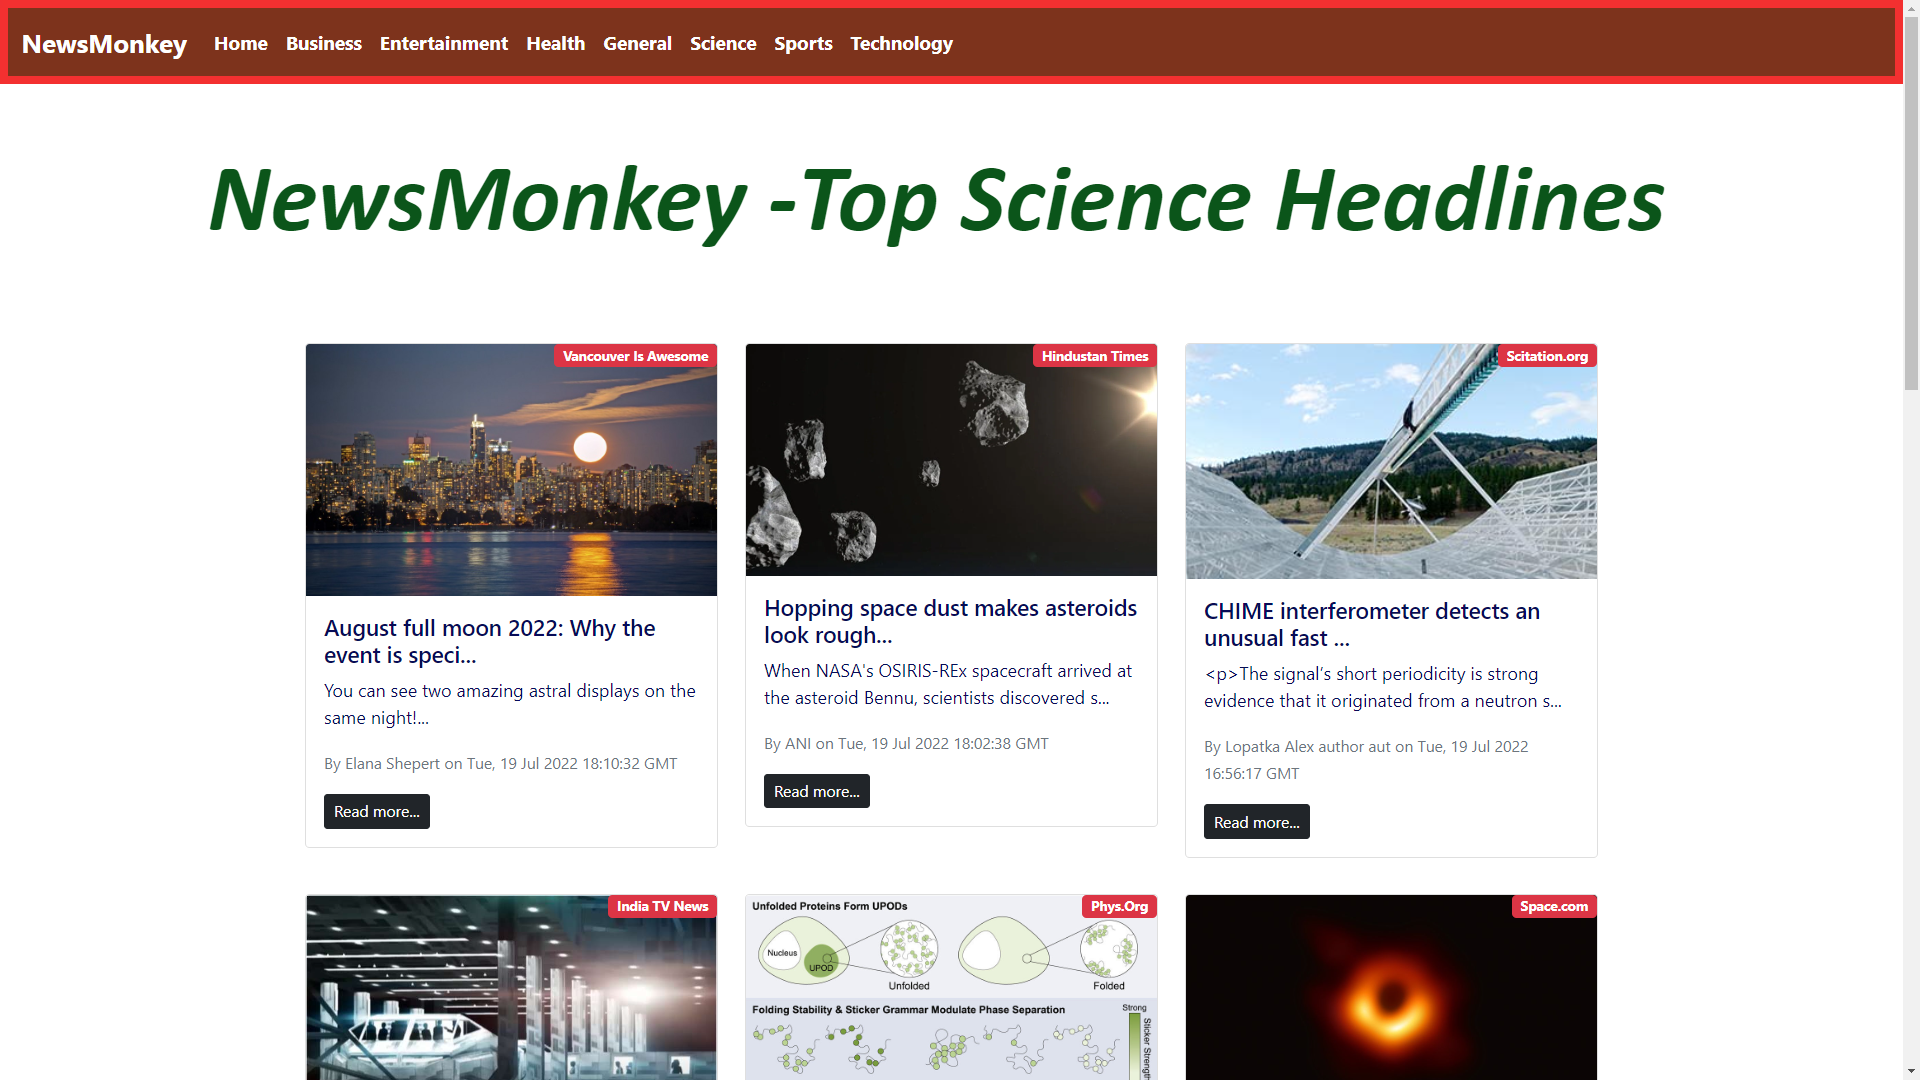 NewsMonkey Home Business Entertainment Health General Science Sports Technology
NewsMonkey -Top Science Headlines
Vancouver Is Awesome
August full moon 2022: Why the
event is speci...
You can see two amazing astral displays on the
same night!...
By Elana Shepert on Tue, 19 Jul 2022 18:10:32 GMT
Read more...
Hindustan Times
Hopping space dust makes asteroids
look rough...
When NASA's OSIRIS-REx spacecraft arrived at
the asteroid Bennu, scientists discovered s...
By ANI on Tue, 19 Jul 2022 18:02:38 GMT
Read more...
Scitation.org
CHIME interferometer detects an
unusual fast ...
<p>The signal’s short periodicity is strong
evidence that it originated from a neutron s...
By Lopatka Alex author aut on Tue, 19 Jul 2022
16:56:17 GMT
Read more...
India TV News
Phys.Org
Unfolded Proteins Form UPODs
Nucleus
UPOD
Unfolded
Folded
Folding Stability & Sticker Grammar Modulate Phase Separation
Strong
Sticker Strength
Space.com